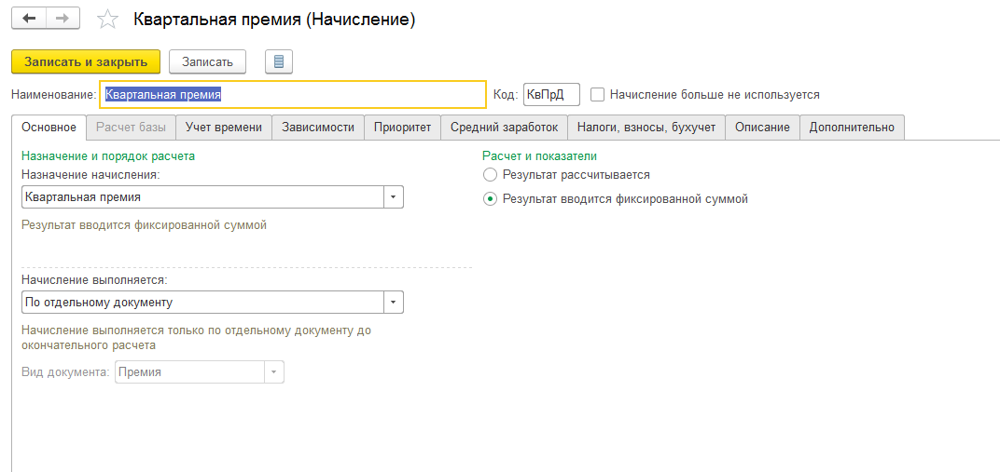 Квартальная премия (Начисление)
Записать и закрыть Записать
Наименование: Квартальная премия Код: КвПрД Начисление больше не используется
Основное Расчет базы Учет времени Зависимости Приоритет Средний заработок Налоги, взносы, бухучет Описание Дополнительно
Назначение и порядок расчета
Назначение начисления:
Квартальная премия
Результат вводится фиксированной суммой
Начисление выполняется:
По отдельному документу
Начисление выполняется только по отдельному документу до
окончательного расчета
Вид документа: Премия
Расчет и показатели
Результат рассчитывается
Результат вводится фиксированной суммой